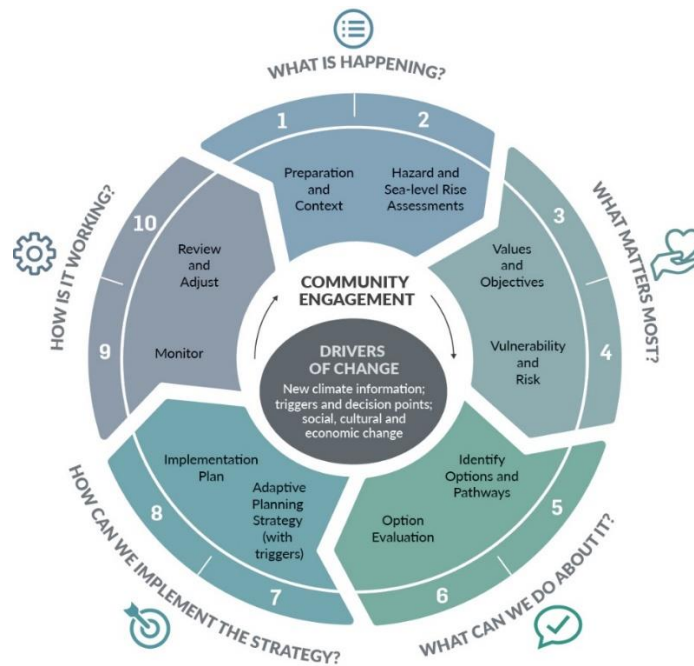 WHAT IS HAPPENING?
1
2
Preparation
and
Context
Hazard and
Sea-level Rise
Assessments
WHAT MATTERS MOST?
3
4
Values
and
Objectives
Vulnerability
and
Risk
WHAT CAN WE DO ABOUT IT?
5
6
Identify
Options and
Pathways
Option
Evaluation
HOW CAN WE IMPLEMENT THE STRATEGY?
7
8
Adaptive
Planning
Strategy
(with
triggers)
Implementation
Plan
HOW IS IT WORKING?
9
10
Monitor
Review
and
Adjust
COMMUNITY
ENGAGEMENT
DRIVERS
OF CHANGE
New climate information;
triggers and decision points;
social, cultural and
economic change